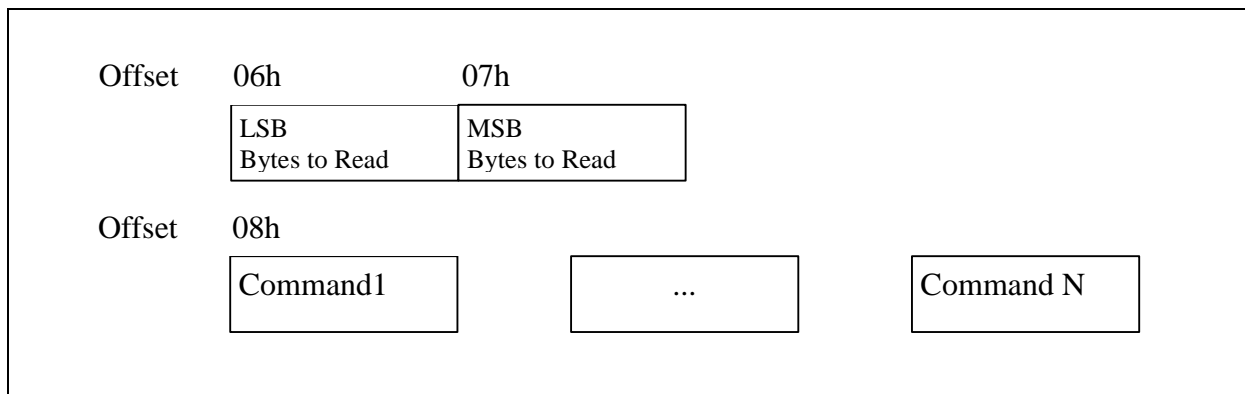 Offset 06h 07h
LSB MSB
Bytes to Read Bytes to Read
Offset 08h
Command1 ... Command N